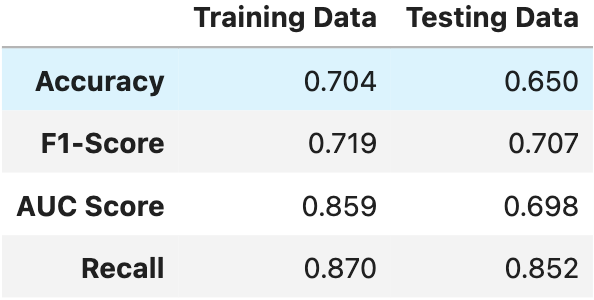 Training Data Testing Data
Accuracy 0.704 0.650
F1-Score 0.719 0.707
AUC Score 0.859 0.698
Recall 0.870 0.852